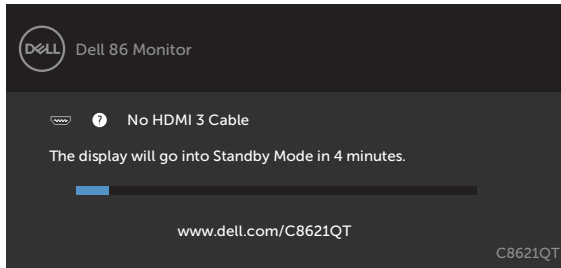 DELL
Dell 86 Monitor
? No HDMI 3 Cable
The display will go into Standby Mode in 4 minutes.
www.dell.com/C8621QT
C8621QT